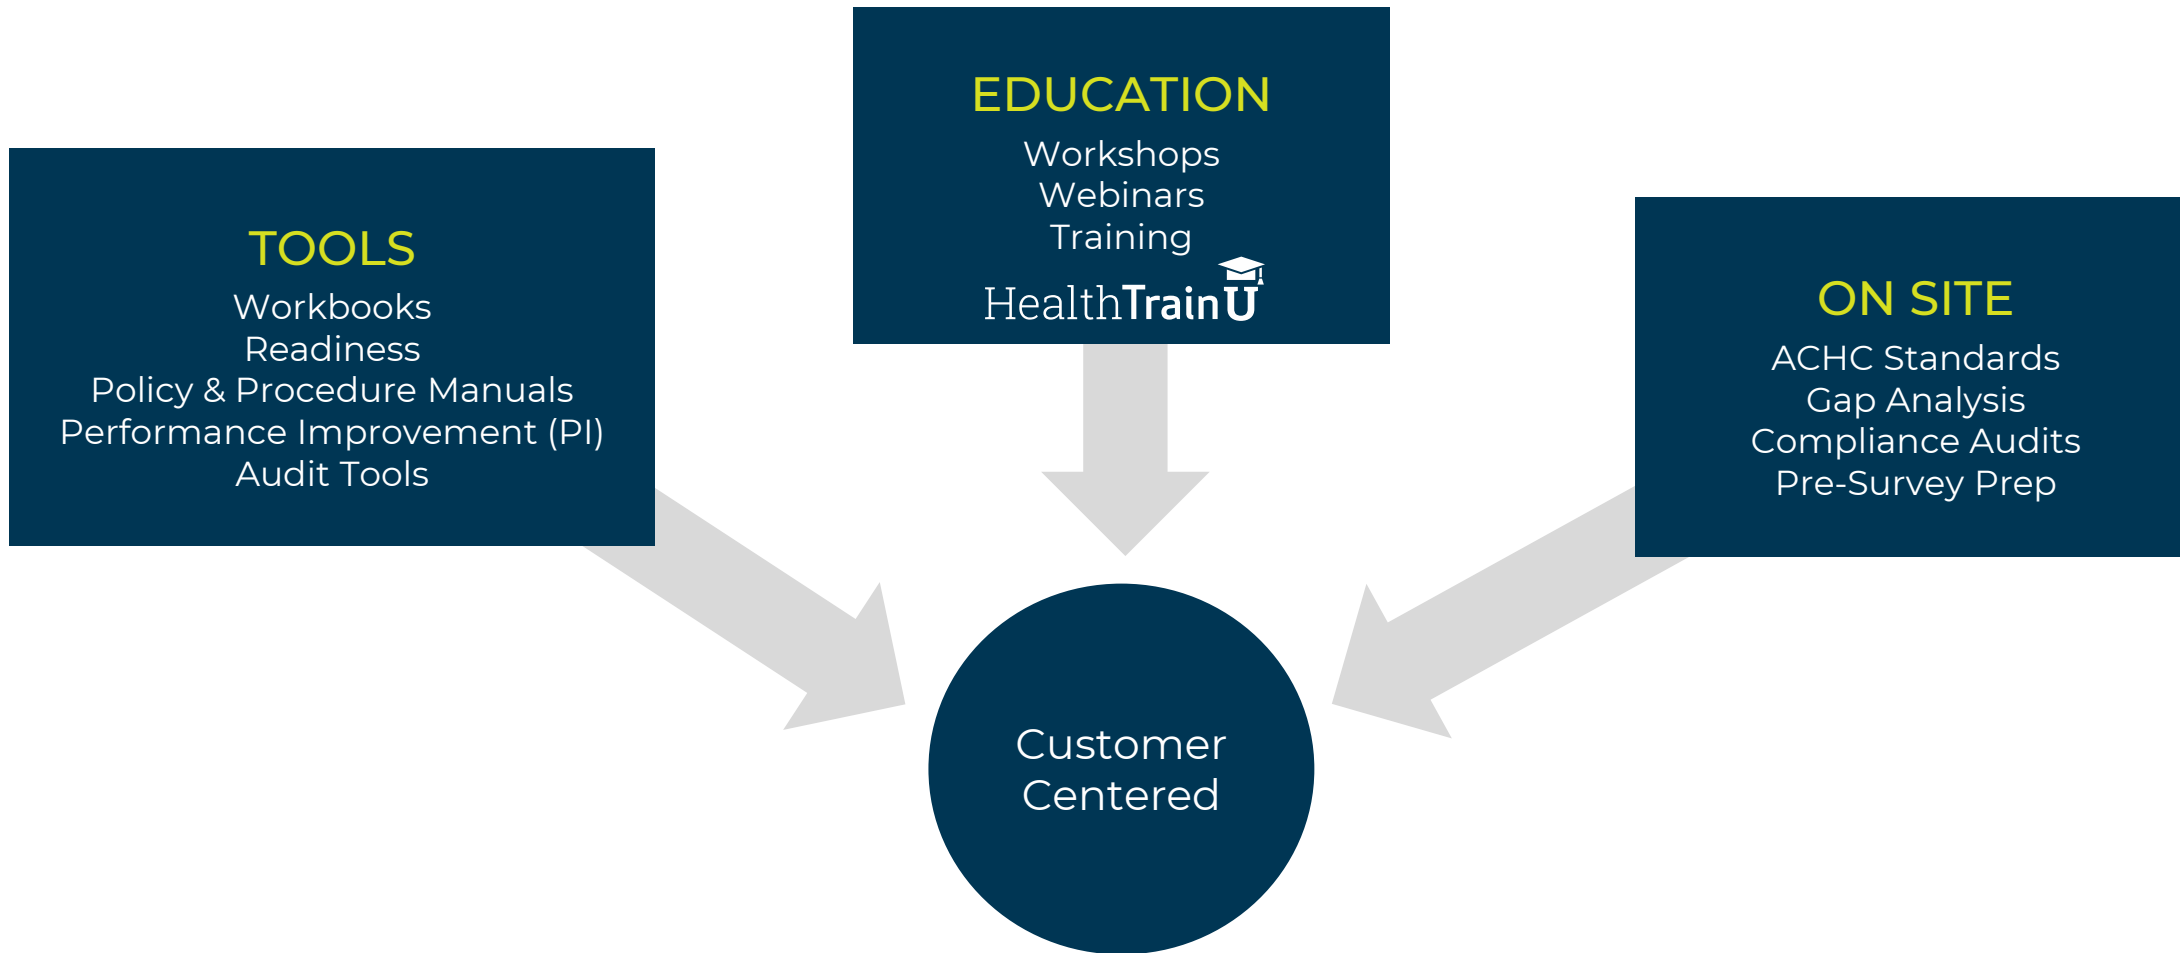 TOOLS
Workbooks
Readiness
Policy & Procedure Manuals
Performance Improvement (PI)
Audit Tools
EDUCATION
Workshops
Webinars
Training
HealthTrainU
ON SITE
ACHC Standards
Gap Analysis
Compliance Audits
Pre-Survey Prep
Customer
Centered